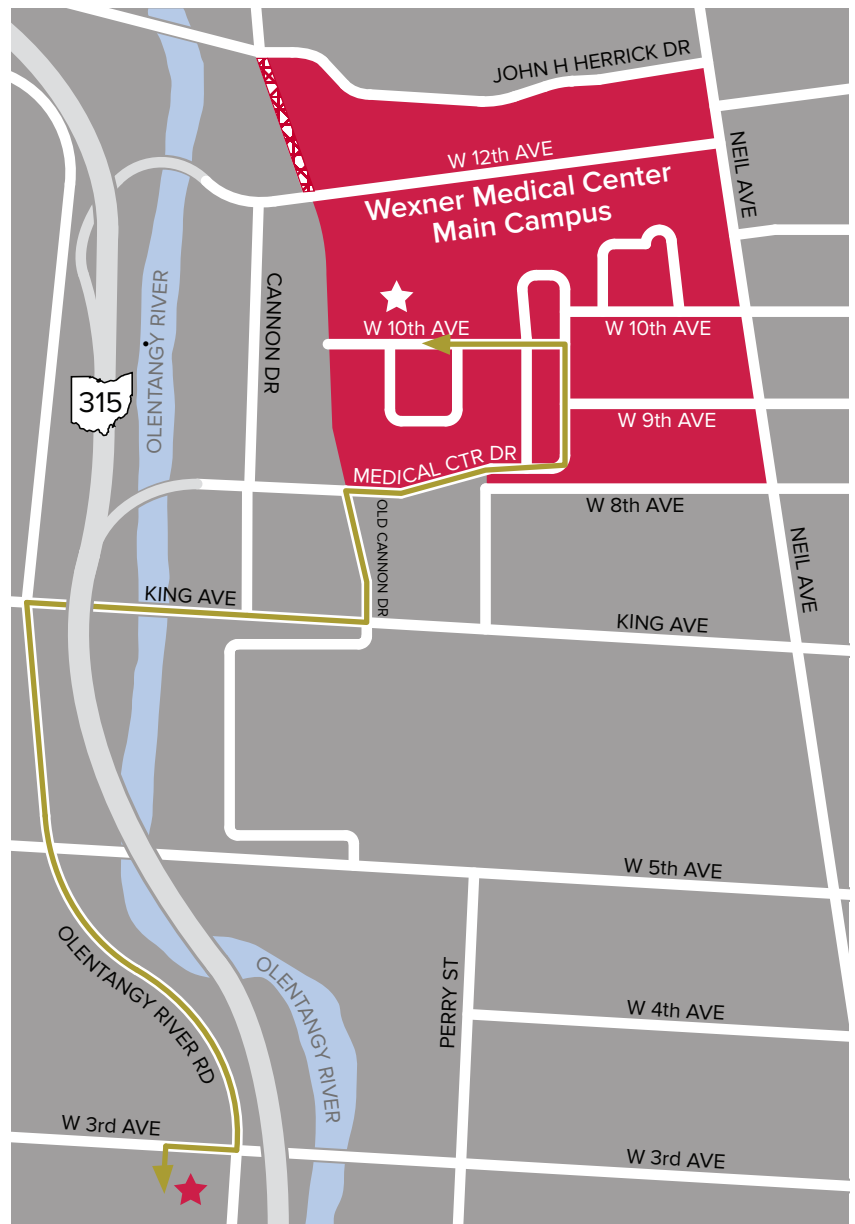 JOHN H HERRICK DR
W 12th AVE
NEIL AVE
Wexner Medical Center
Main Campus
OLENTANGY RIVER
CANNON DR
W 10th AVE
W 10th AVE
315
W 9th AVE
MEDICAL CTR DR
W 8th AVE
OLD CANNON DR
NEIL AVE
KING AVE
KING AVE
W 5th AVE
OLENTANGY RIVER RD
OLENTANGY RIVER
PERRY ST
W 4th AVE
W 3rd AVE
W 3rd AVE